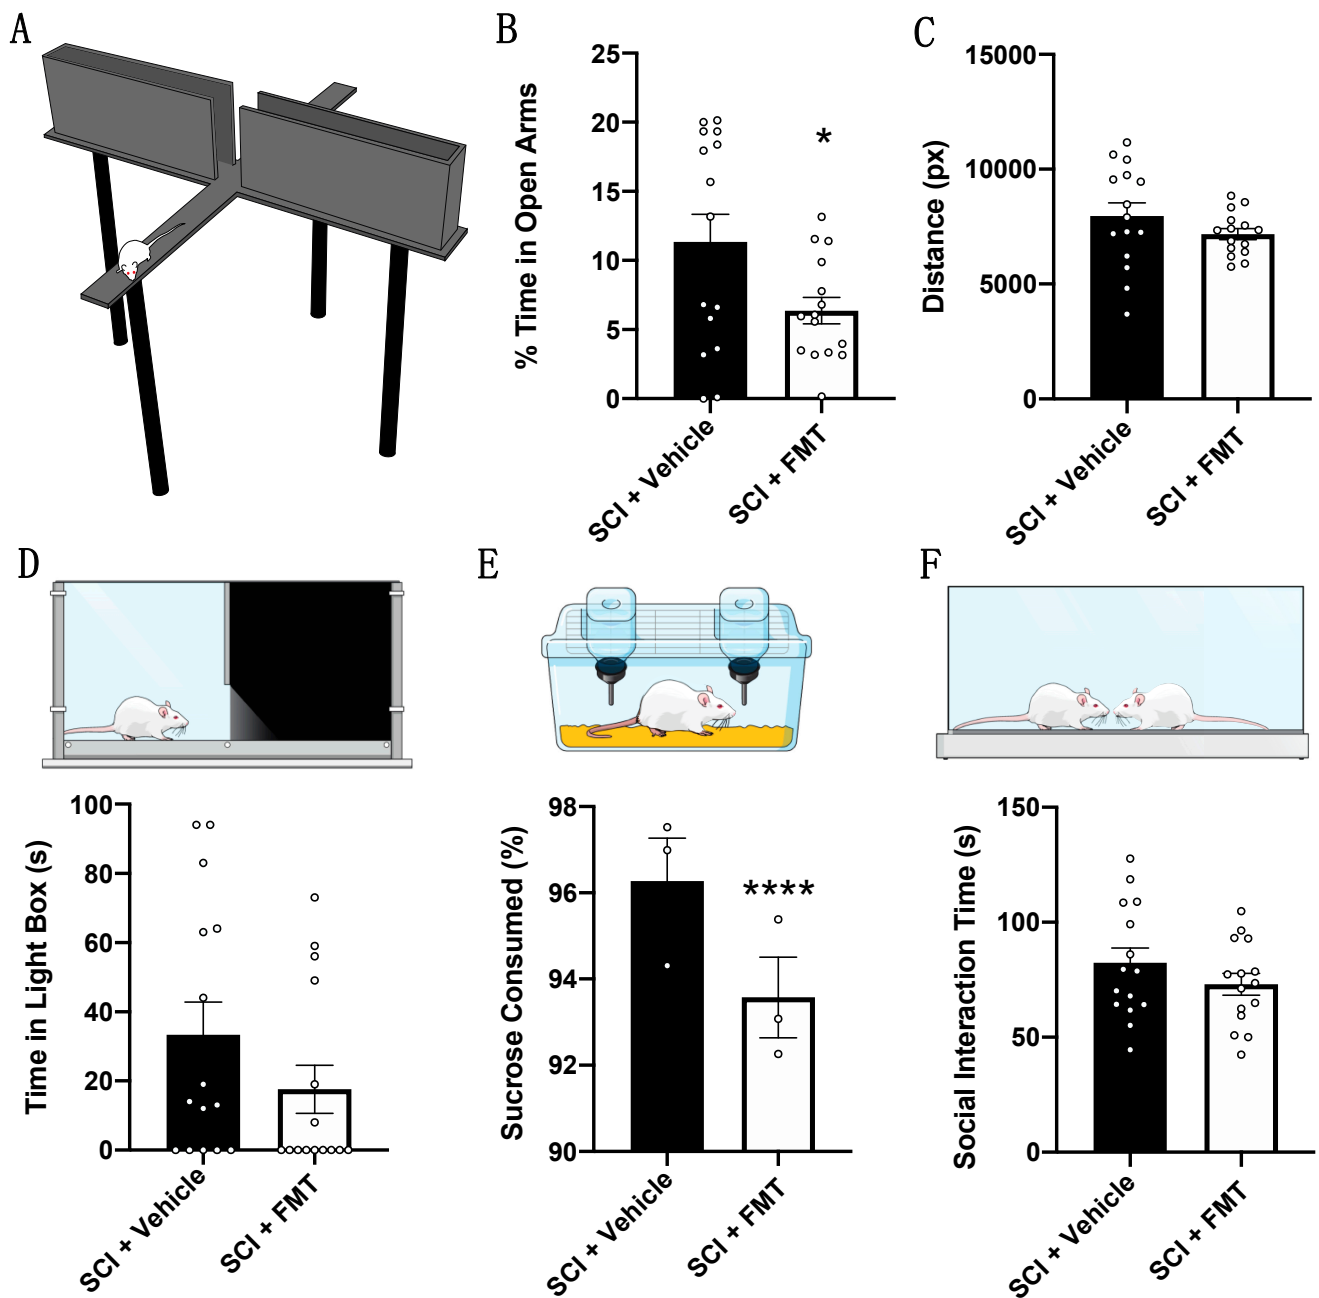 A
B
25
20
15
10
5
0
% Time in Open Arms
*
SCI + Vehicle
SCI + FMT
C
15000
10000
5000
0
Distance (px)
SCI + Vehicle
SCI + FMT
D
100
80
60
40
20
0
Time in Light Box (s)
SCI + Vehicle
SCI + FMT
E
98
96
94
92
90
Sucrose Consumed (%)
****
SCI + Vehicle
SCI + FMT
F
150
100
50
0
Social Interaction Time (s)
SCI + Vehicle
SCI + FMT